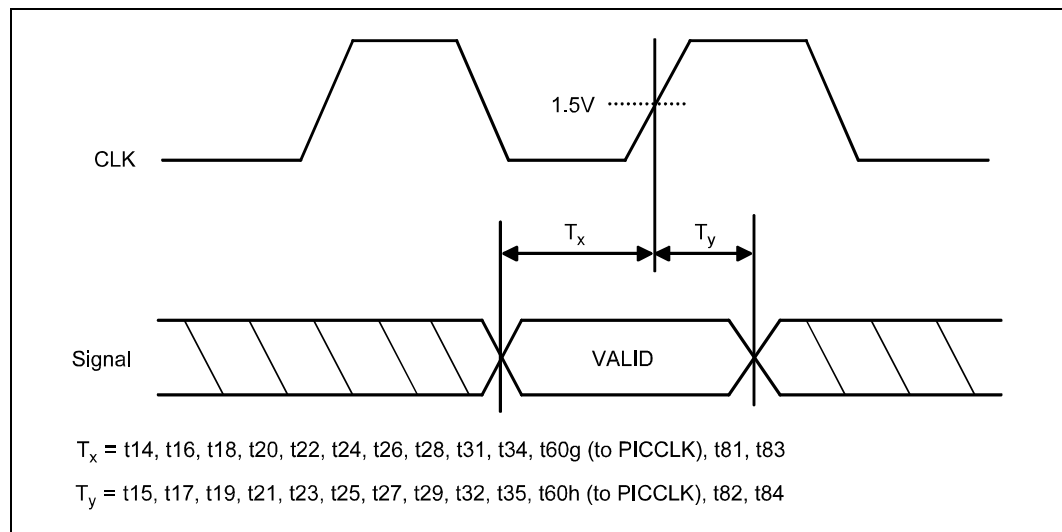 1.5V
CLK
Tx
Ty
Signal
VALID
Tx = t14, t16, t18, t20, t22, t24, t26, t28, t31, t34, t60g (to PICCLK), t81, t83
Ty = t15, t17, t19, t21, t23, t25, t27, t29, t32, t35, t60h (to PICCLK), t82, t84